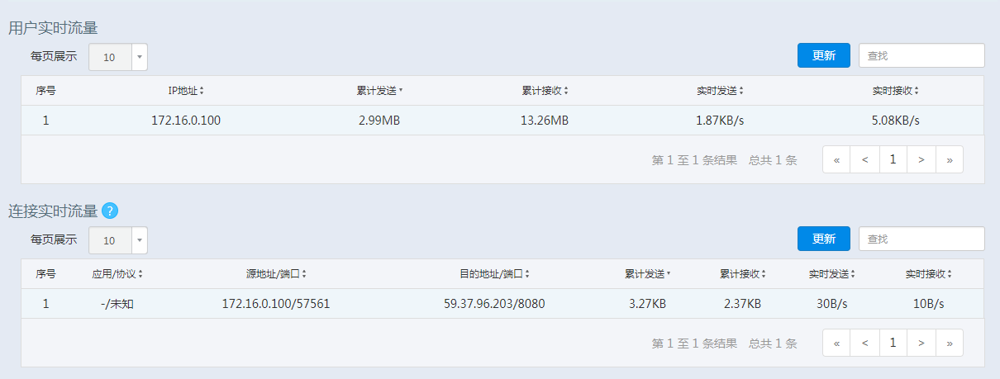 用户实时流量
每页展示 10 更新 查找
序号 IP地址 累计发送 累计接收 实时发送 实时接收
1 172.16.0.100 2.99MB 13.26MB 1.87KB/s 5.08KB/s
第 1 至 1 条结果 总共 1 条 « < 1 > »
连接实时流量 ?
每页展示 10 更新 查找
序号 应用/协议 源地址/端口 目的地址/端口 累计发送 累计接收 实时发送 实时接收
1 -/未知 172.16.0.100/57561 59.37.96.203/8080 3.27KB 2.37KB 30B/s 10B/s
第 1 至 1 条结果 总共 1 条 « < 1 > »